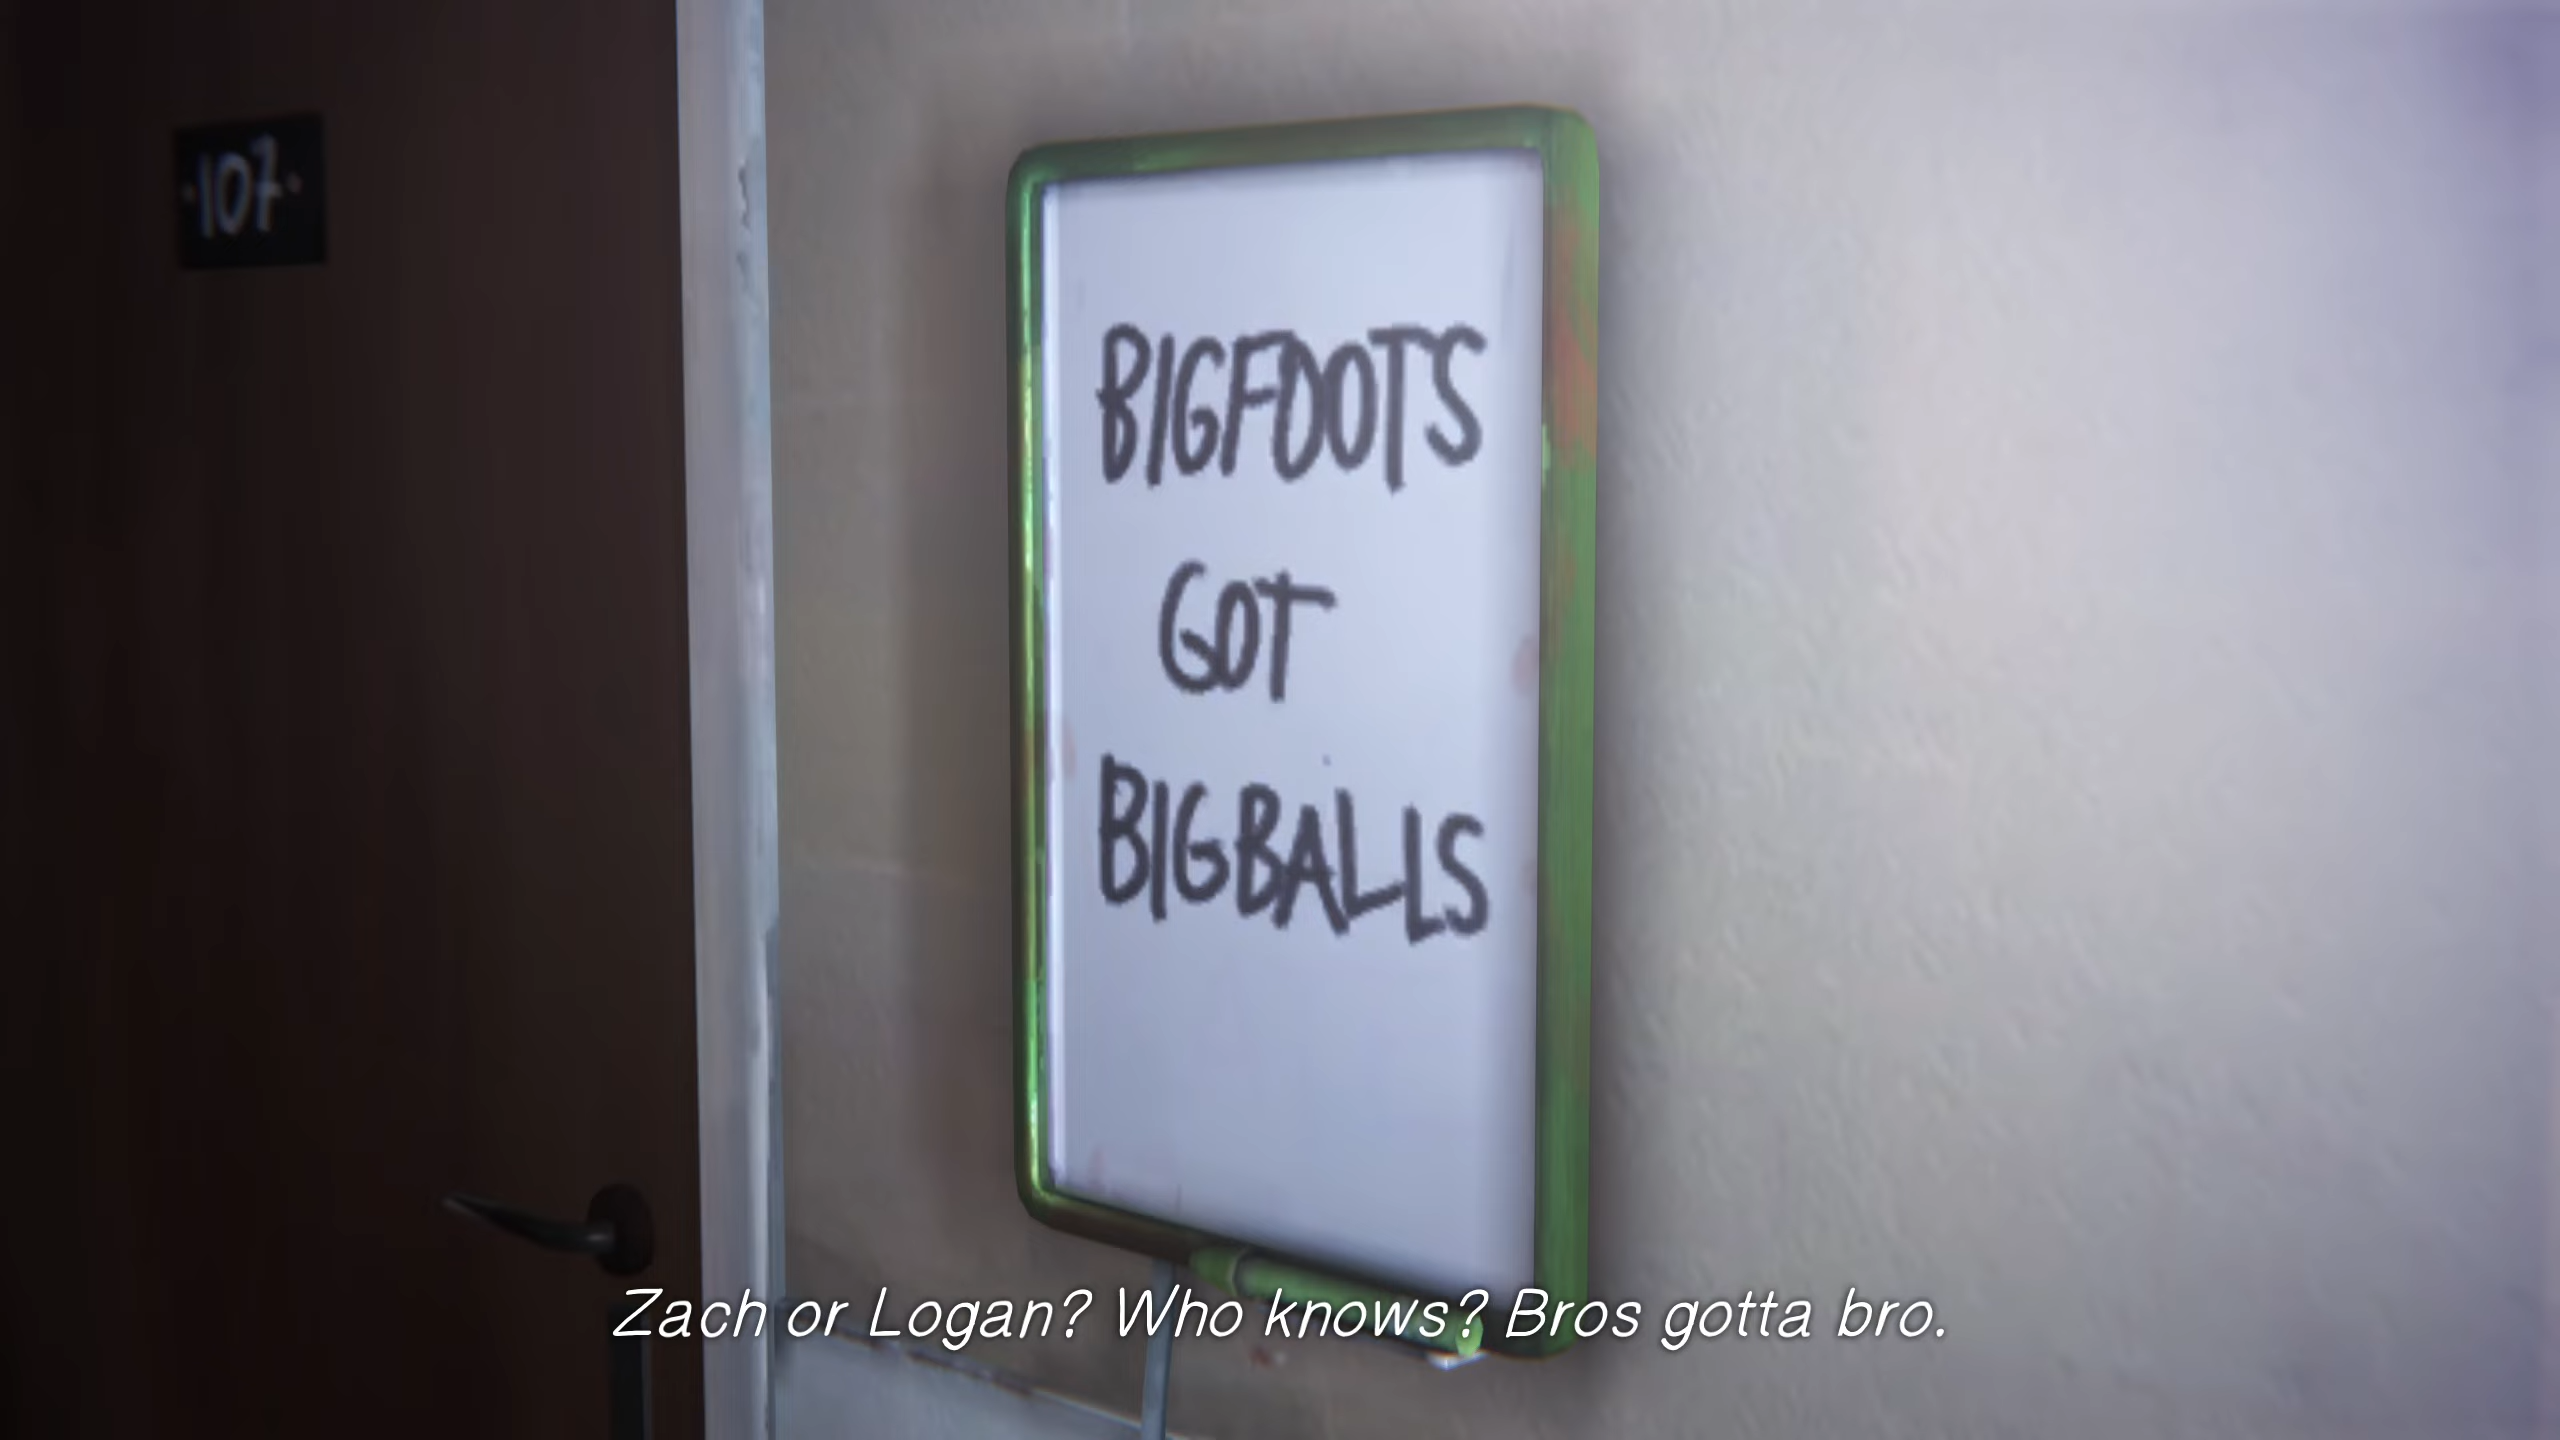 ·107·
BIGFOOTS
GOT
BIGBALLS
Zach or Logan? Who knows? Bros gotta bro.